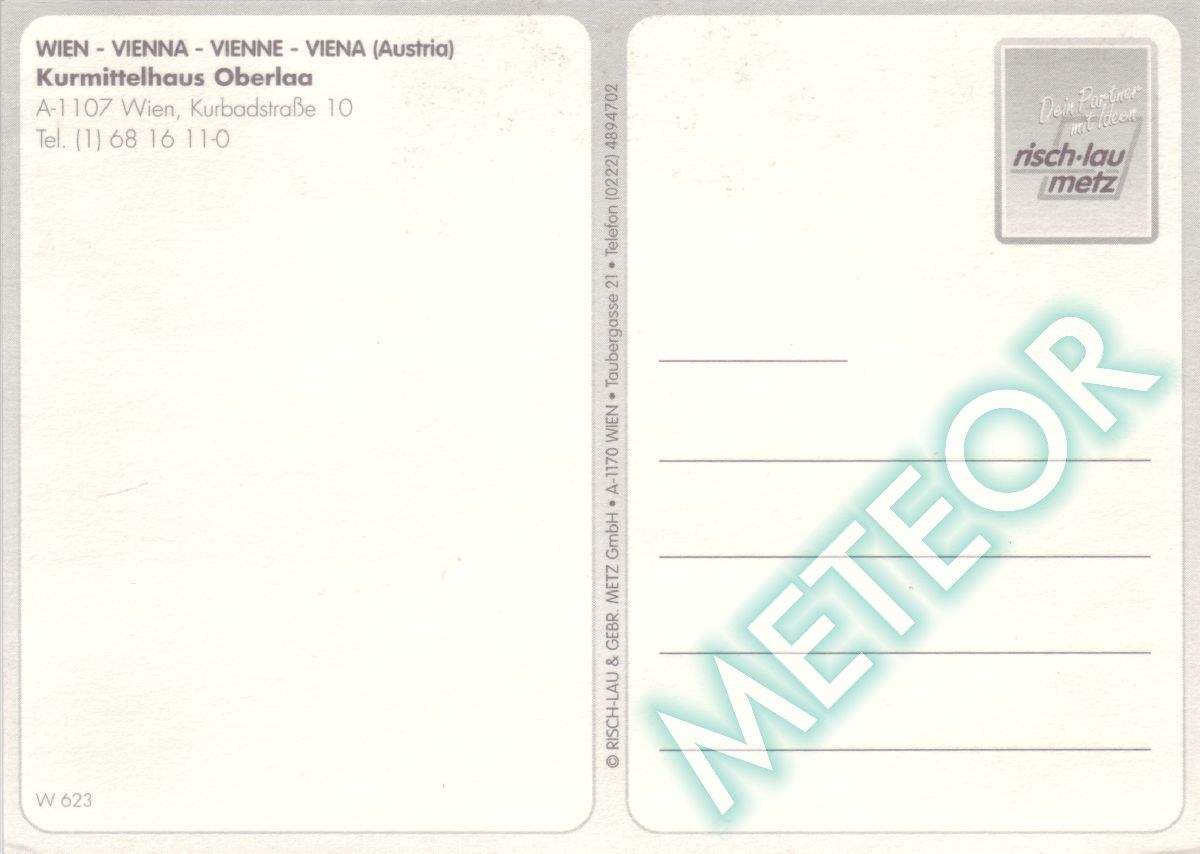 WIEN - VIENNA - VIENNE - VIENA (Austria)
Kurmittelhaus Oberlaa
A-1107 Wien, Kurbadstraße 10
Tel. (1) 68 16 11-0
W 623
© RISCH-LAU & GEBR. METZ GmbH • A-1170 WIEN • Taubergasse 21 • Telefon (0222) 4894702
Dein Partner
mit Ideen
risch·lau
metz
METEOR